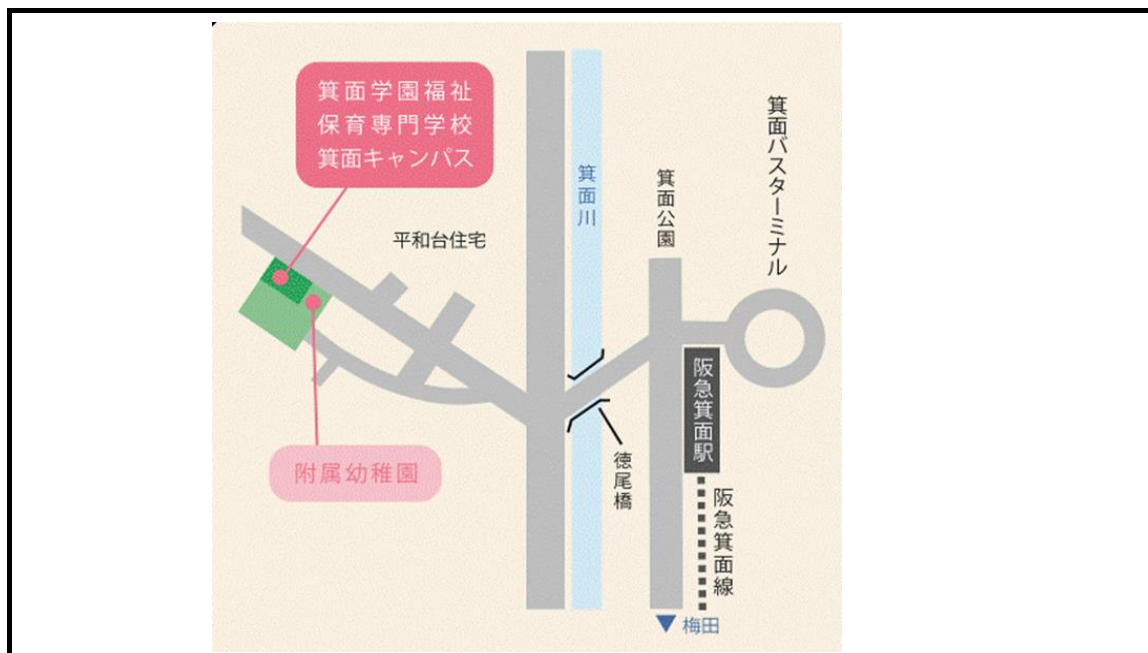 箕面学園福祉
保育専門学校
箕面キャンパス
平和台住宅
箕面川
箕面公園
箕面バスターミナル
阪急箕面駅
徳尾橋
阪急箕面線
附属幼稚園
梅田